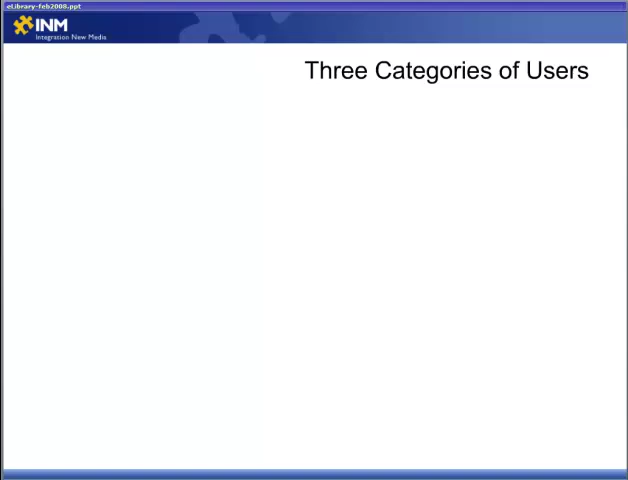 eLibrary-feb2008.ppt
INM
Integration New Media
Three Categories of Users